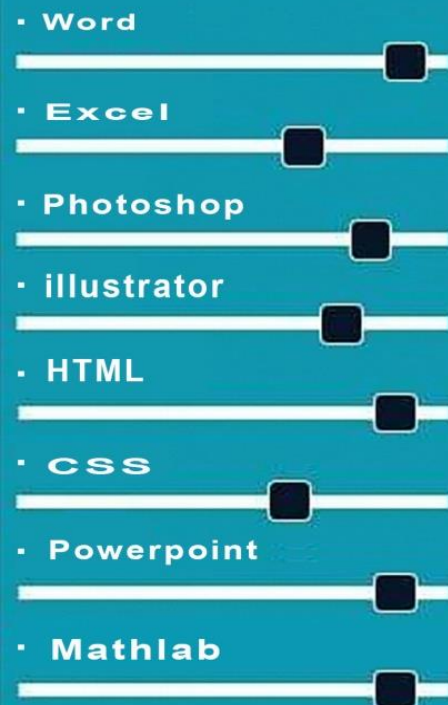 · Word
· Excel
· Photoshop
· illustrator
· HTML
· CSS
· Powerpoint
· Mathlab